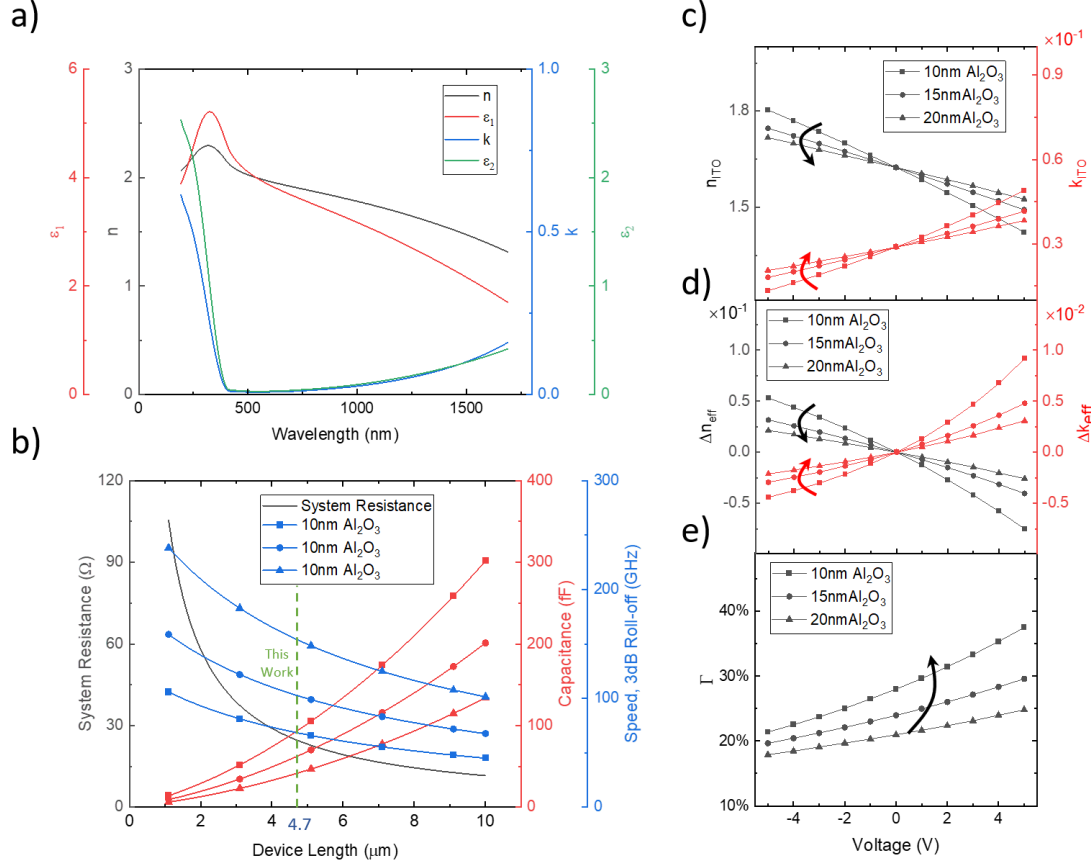 a)
6
4
2
0
ε₁
3
2
1
0
n
n
ε₁
k
ε₂
1.0
0.5
0.0
k
3
2
1
0
ε₂
0
500
1000
1500
Wavelength (nm)
b)
120
90
60
30
0
System Resistance (Ω)
System Resistance
10nm Al₂O₃
10nm Al₂O₃
10nm Al₂O₃
This
Work
400
300
200
100
0
Capacitance (fF)
300
200
100
0
Speed, 3dB Roll-off (GHz)
0
2
4
4.7
6
8
10
Device Length (μm)
c)
×10⁻¹
1.8
1.5
n_ITO
10nm Al₂O₃
15nmAl₂O₃
20nmAl₂O₃
0.9
0.6
0.3
0.0
k_ITO
d)
×10⁻¹
×10⁻²
1.0
0.5
0.0
-0.5
Δn_eff
10nm Al₂O₃
15nmAl₂O₃
20nmAl₂O₃
1.0
0.5
0.0
-0.5
Δk_eff
e)
40%
30%
20%
10%
Γ
10nm Al₂O₃
15nmAl₂O₃
20nmAl₂O₃
-4
-2
0
2
4
Voltage (V)